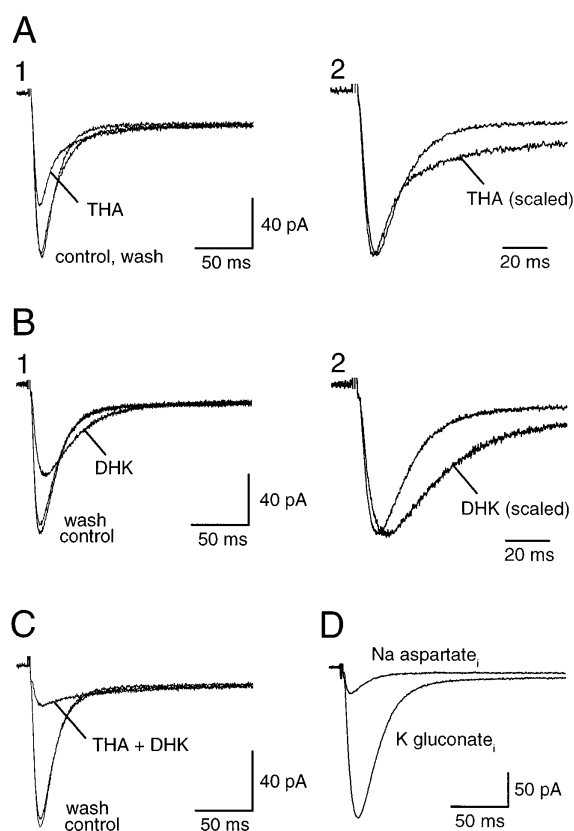 A
1
2
THA
control, wash
40 pA
50 ms
THA (scaled)
20 ms
B
1
2
DHK
wash
control
40 pA
50 ms
DHK (scaled)
20 ms
C
D
THA + DHK
wash
control
40 pA
50 ms
Na aspartatei
K gluconatei
50 pA
50 ms